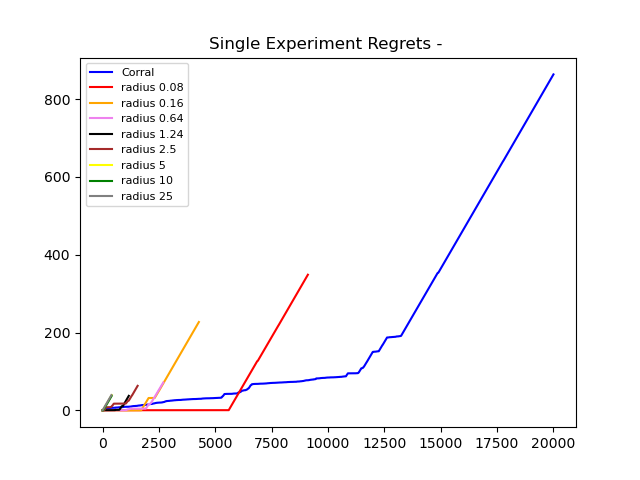 Single Experiment Regrets -
Corral
radius 0.08
radius 0.16
radius 0.64
radius 1.24
radius 2.5
radius 5
radius 10
radius 25
800
600
400
200
0
0 2500 5000 7500 10000 12500 15000 17500 20000